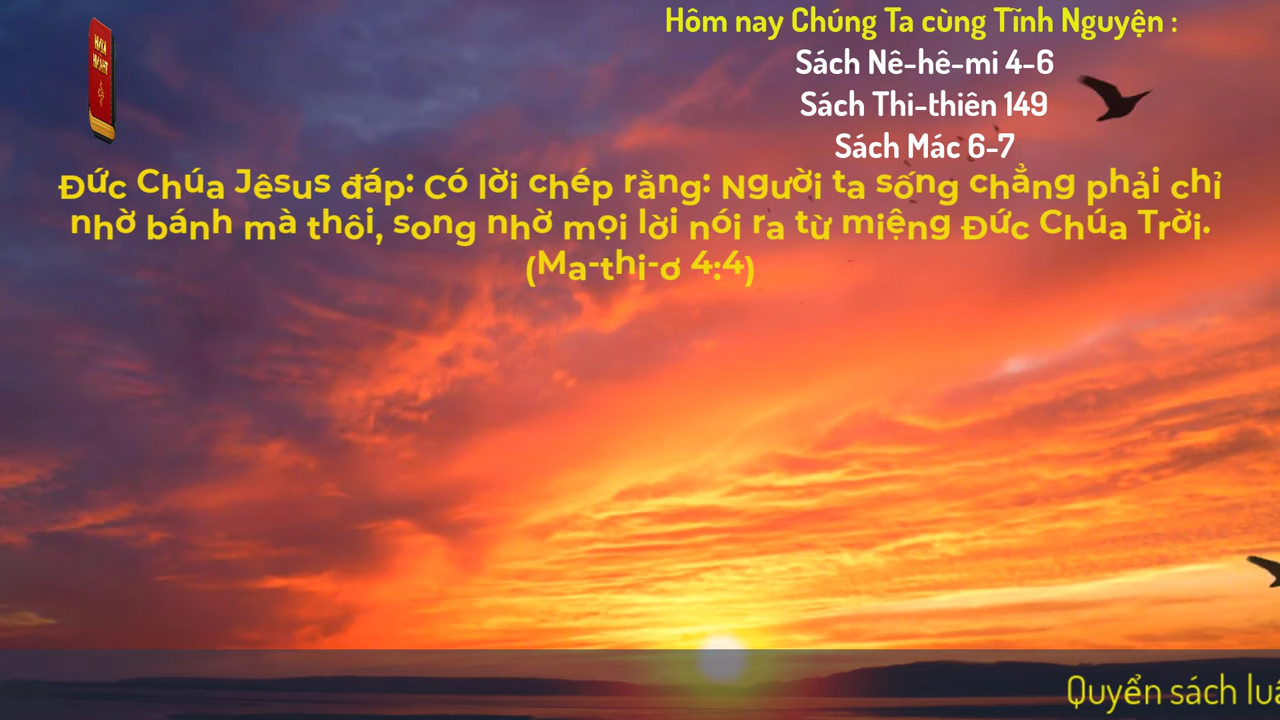 Hôm nay Chúng Ta cùng Tĩnh Nguyện :
Sách Nê-hê-mi 4-6
Sách Thi-thiên 149
Sách Mác 6-7
Đức Chúa Jêsus đáp: Có lời chép rằng: Người ta sống chẳng phải chỉ
nhờ bánh mà thôi, song nhờ mọi lời nói ra từ miệng Đức Chúa Trời.
(Ma-thi-ơ 4:4)
Quyển sách